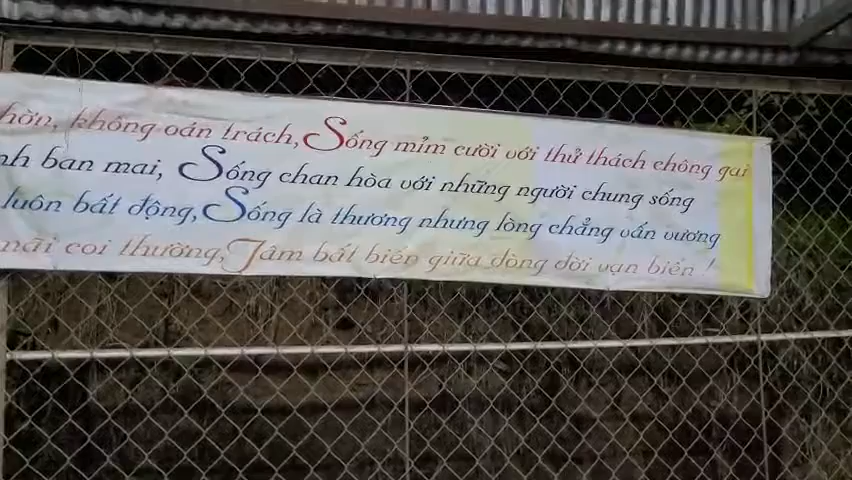 hờn, không oán trách, Sống mỉm cười với thử thách chông gai
nh ban mai, Sống chan hòa với những người chung sống
luôn bất động, Sống là thương nhưng lòng chẳng vấn vương
coi thường, Tâm bất biến giữa dòng đời vạn biến !